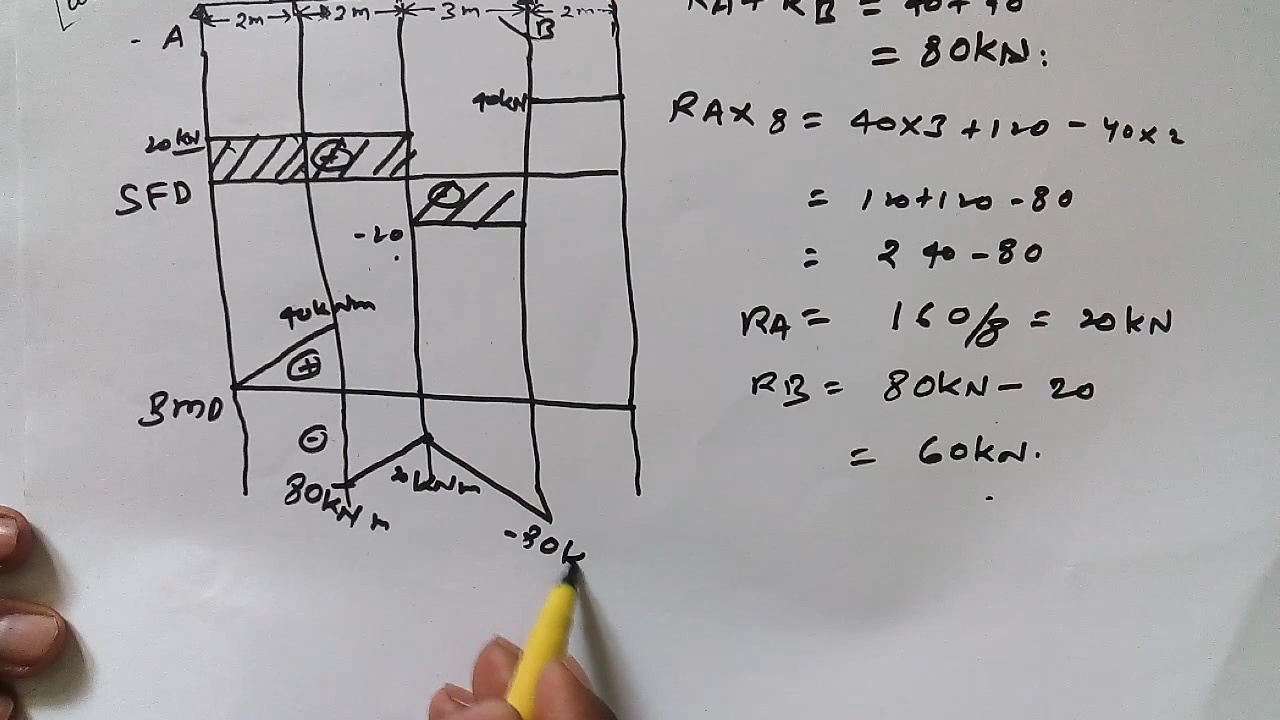 2m 2m 3m 2m
A
B
RA + RB = 40+40
= 80kN.
40kN
RA×8 = 40×3 +120 - 40×2
20kN
+
SFD
-20
= 120+120 -80
= 240-80
40kNm
RA= 160/8 = 20kN
+
BMD
RB = 80kN - 20
-
= 60kN.
80kNm
20kNm
-80k